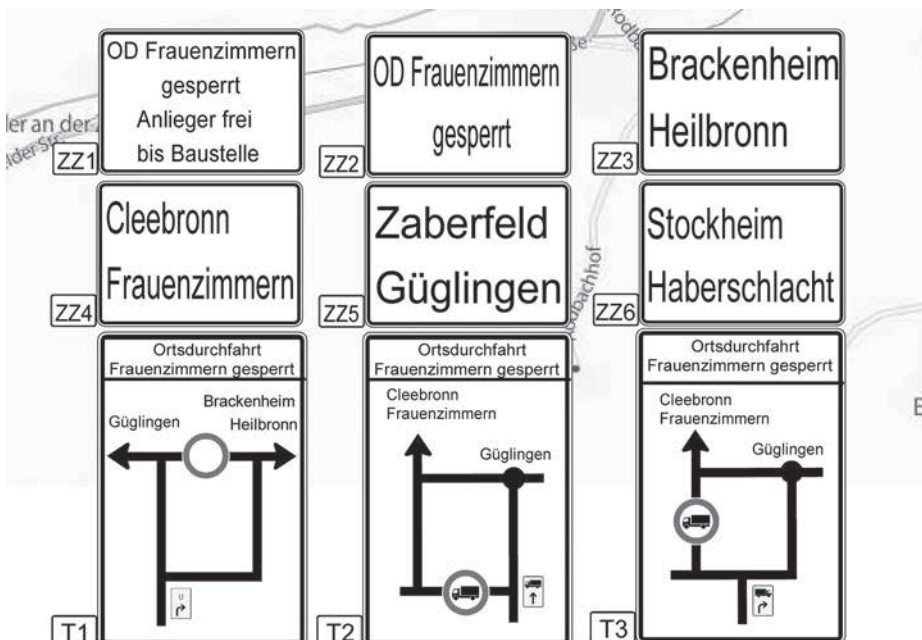 OD Frauenzimmern
gesperrt
Anlieger frei
bis Baustelle
ZZ1
OD Frauenzimmern
gesperrt
ZZ2
Brackenheim
Heilbronn
ZZ3
Cleebronn
Frauenzimmern
ZZ4
Zaberfeld
Güglingen
ZZ5
Stockheim
Haberschlacht
ZZ6
Ortsdurchfahrt
Frauenzimmern gesperrt
Güglingen
Brackenheim
Heilbronn
U
T1
Ortsdurchfahrt
Frauenzimmern gesperrt
Cleebronn
Frauenzimmern
Güglingen
T2
Ortsdurchfahrt
Frauenzimmern gesperrt
Cleebronn
Frauenzimmern
Güglingen
T3